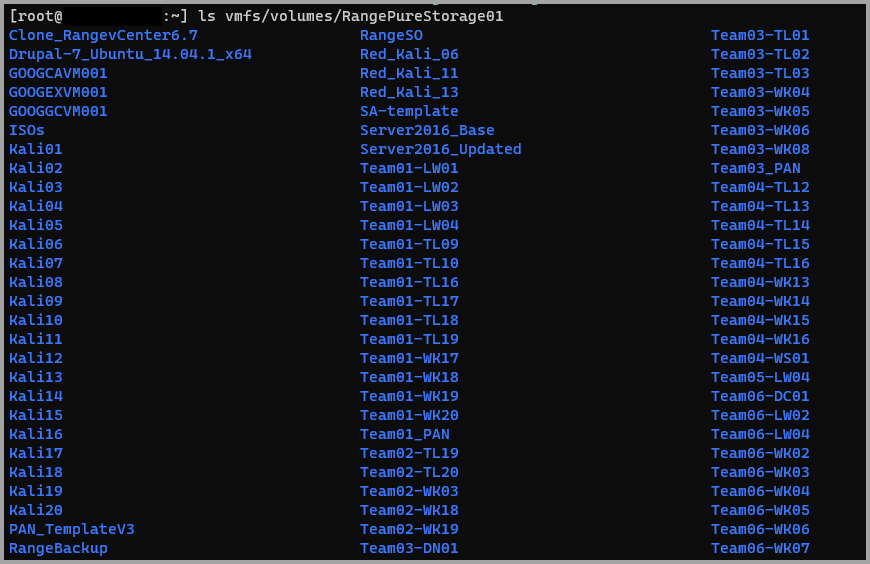 [root@ :~] ls vmfs/volumes/RangePureStorage01
Clone_RangevCenter6.7 RangeSO Team03-TL01
Drupal-7_Ubuntu_14.04.1_x64 Red_Kali_06 Team03-TL02
GOOGCAVM001 Red_Kali_11 Team03-TL03
GOOGEXVM001 Red_Kali_13 Team03-WK04
GOOGGCVM001 SA-template Team03-WK05
ISOs Server2016_Base Team03-WK06
Kali01 Server2016_Updated Team03-WK08
Kali02 Team01-LW01 Team03_PAN
Kali03 Team01-LW02 Team04-TL12
Kali04 Team01-LW03 Team04-TL13
Kali05 Team01-LW04 Team04-TL14
Kali06 Team01-TL09 Team04-TL15
Kali07 Team01-TL10 Team04-TL16
Kali08 Team01-TL16 Team04-WK13
Kali09 Team01-TL17 Team04-WK14
Kali10 Team01-TL18 Team04-WK15
Kali11 Team01-TL19 Team04-WK16
Kali12 Team01-WK17 Team04-WS01
Kali13 Team01-WK18 Team05-LW04
Kali14 Team01-WK19 Team06-DC01
Kali15 Team01-WK20 Team06-LW02
Kali16 Team01_PAN Team06-LW04
Kali17 Team02-TL19 Team06-WK02
Kali18 Team02-TL20 Team06-WK03
Kali19 Team02-WK03 Team06-WK04
Kali20 Team02-WK18 Team06-WK05
PAN_TemplateV3 Team02-WK19 Team06-WK06
RangeBackup Team03-DN01 Team06-WK07